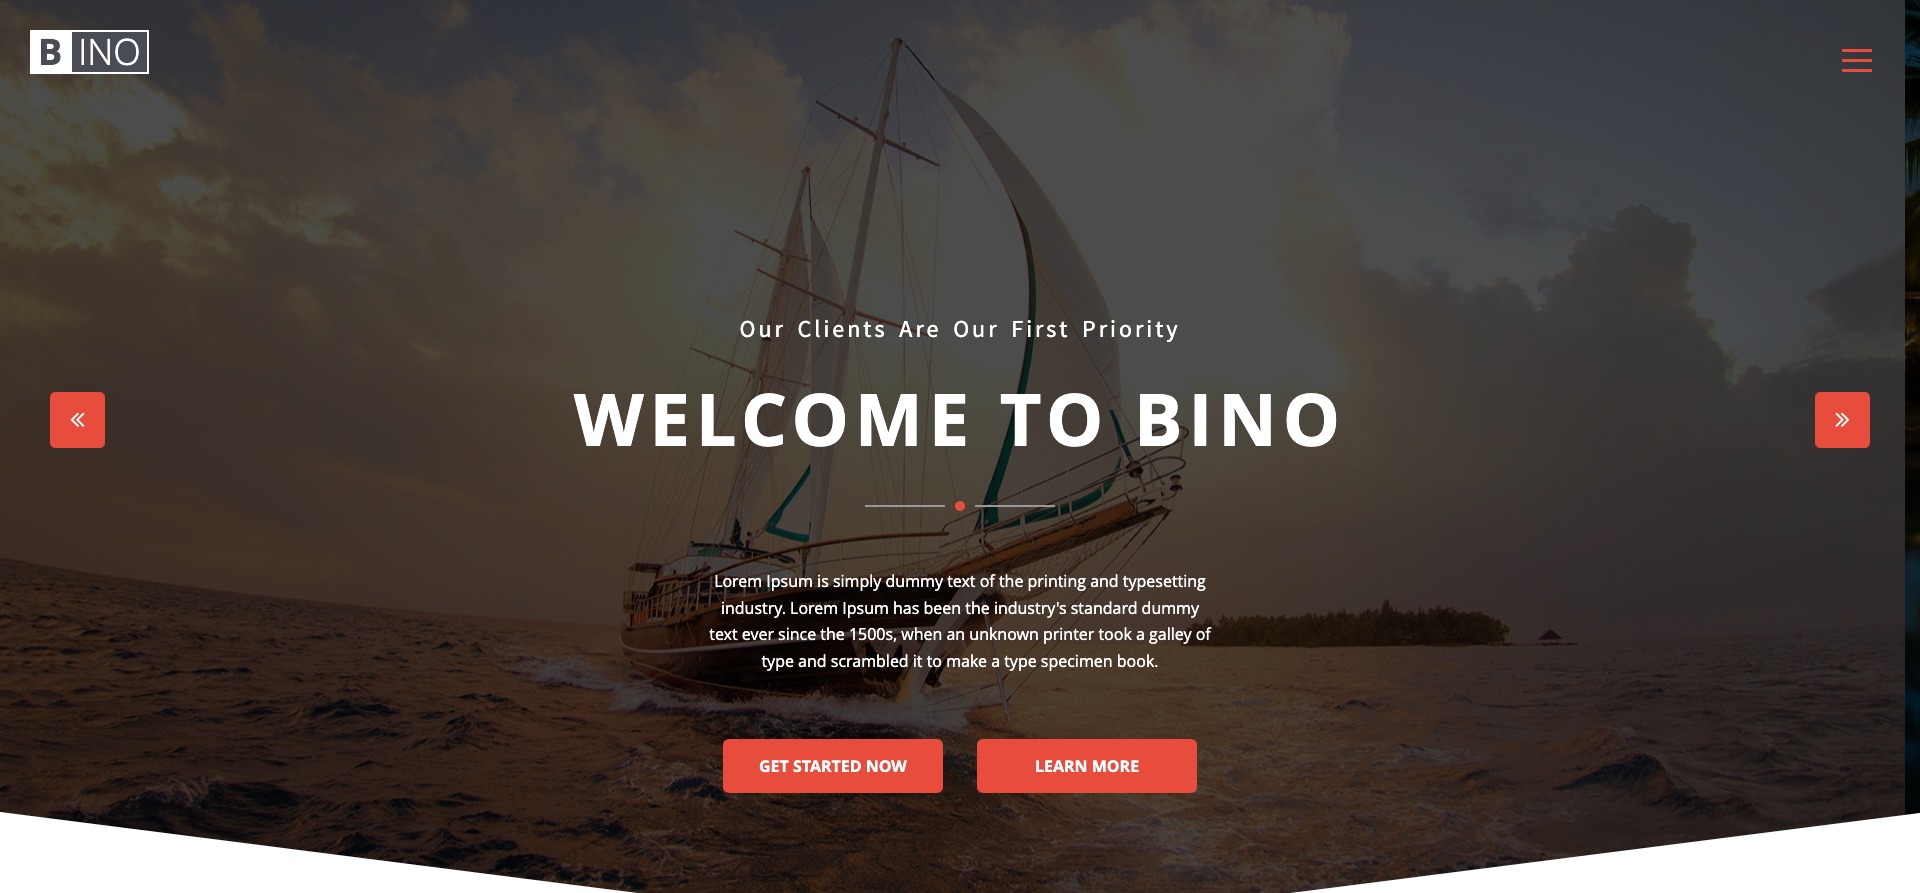 BINO
Our Clients Are Our First Priority
WELCOME TO BINO
Lorem Ipsum is simply dummy text of the printing and typesetting
industry. Lorem Ipsum has been the industry's standard dummy
text ever since the 1500s, when an unknown printer took a galley of
type and scrambled it to make a type specimen book.
GET STARTED NOW
LEARN MORE